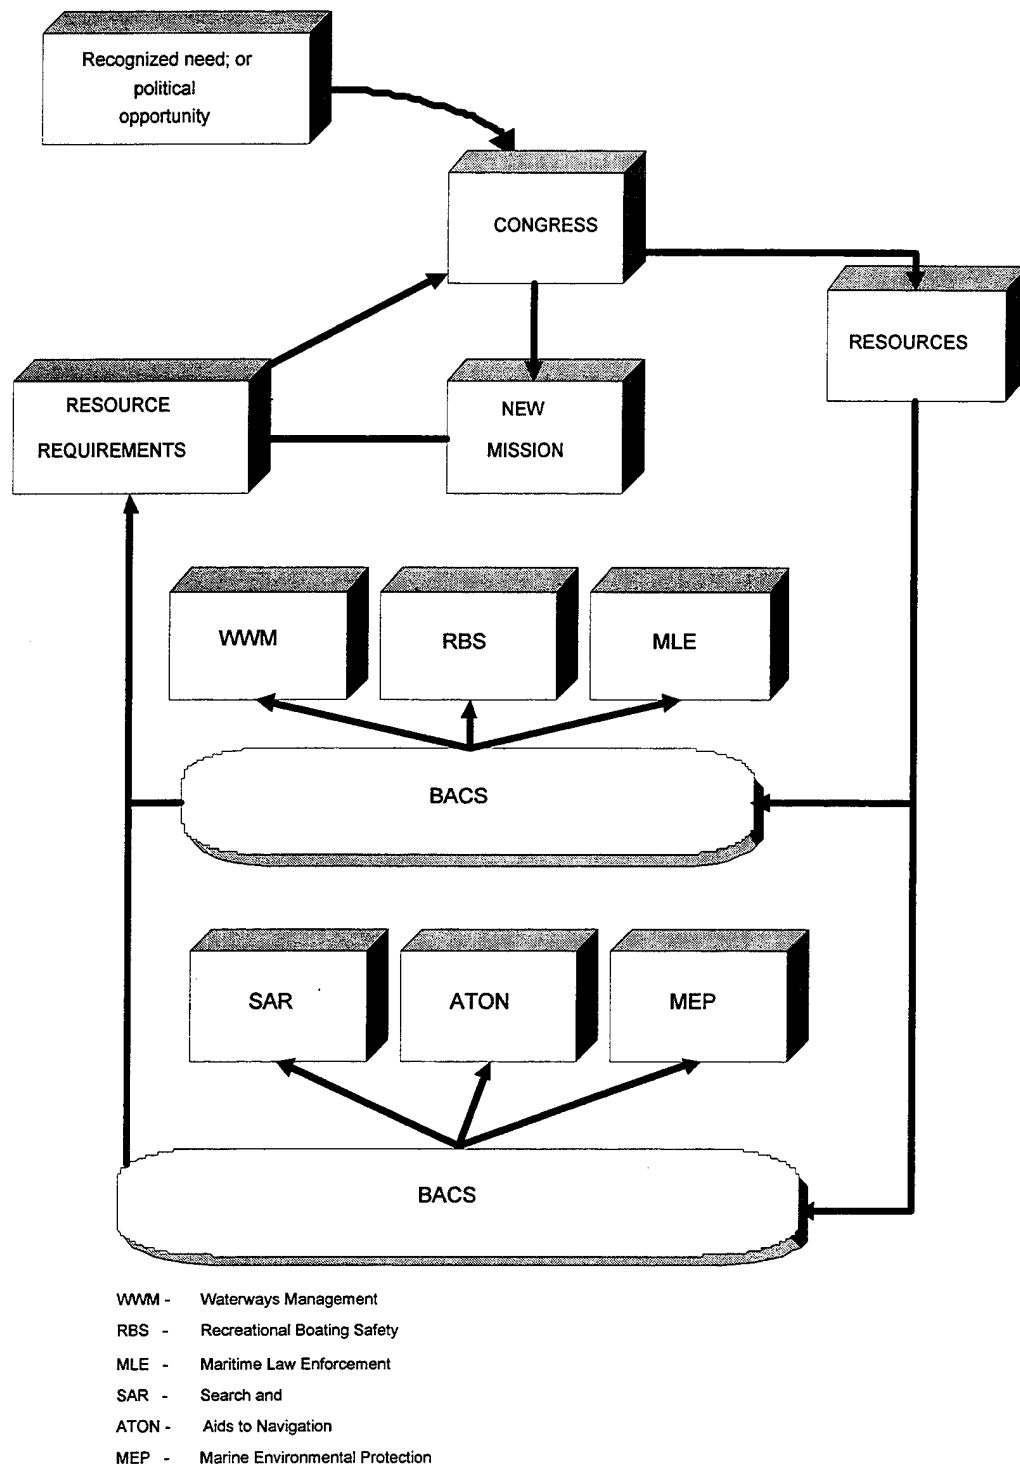 Recognized need; or
political
opportunity
CONGRESS
RESOURCES
RESOURCE
REQUIREMENTS
NEW
MISSION
WWM
RBS
MLE
BACS
SAR
ATON
MEP
BACS
WWM - Waterways Management
RBS - Recreational Boating Safety
MLE - Maritime Law Enforcement
SAR - Search and
ATON - Aids to Navigation
MEP - Marine Environmental Protection